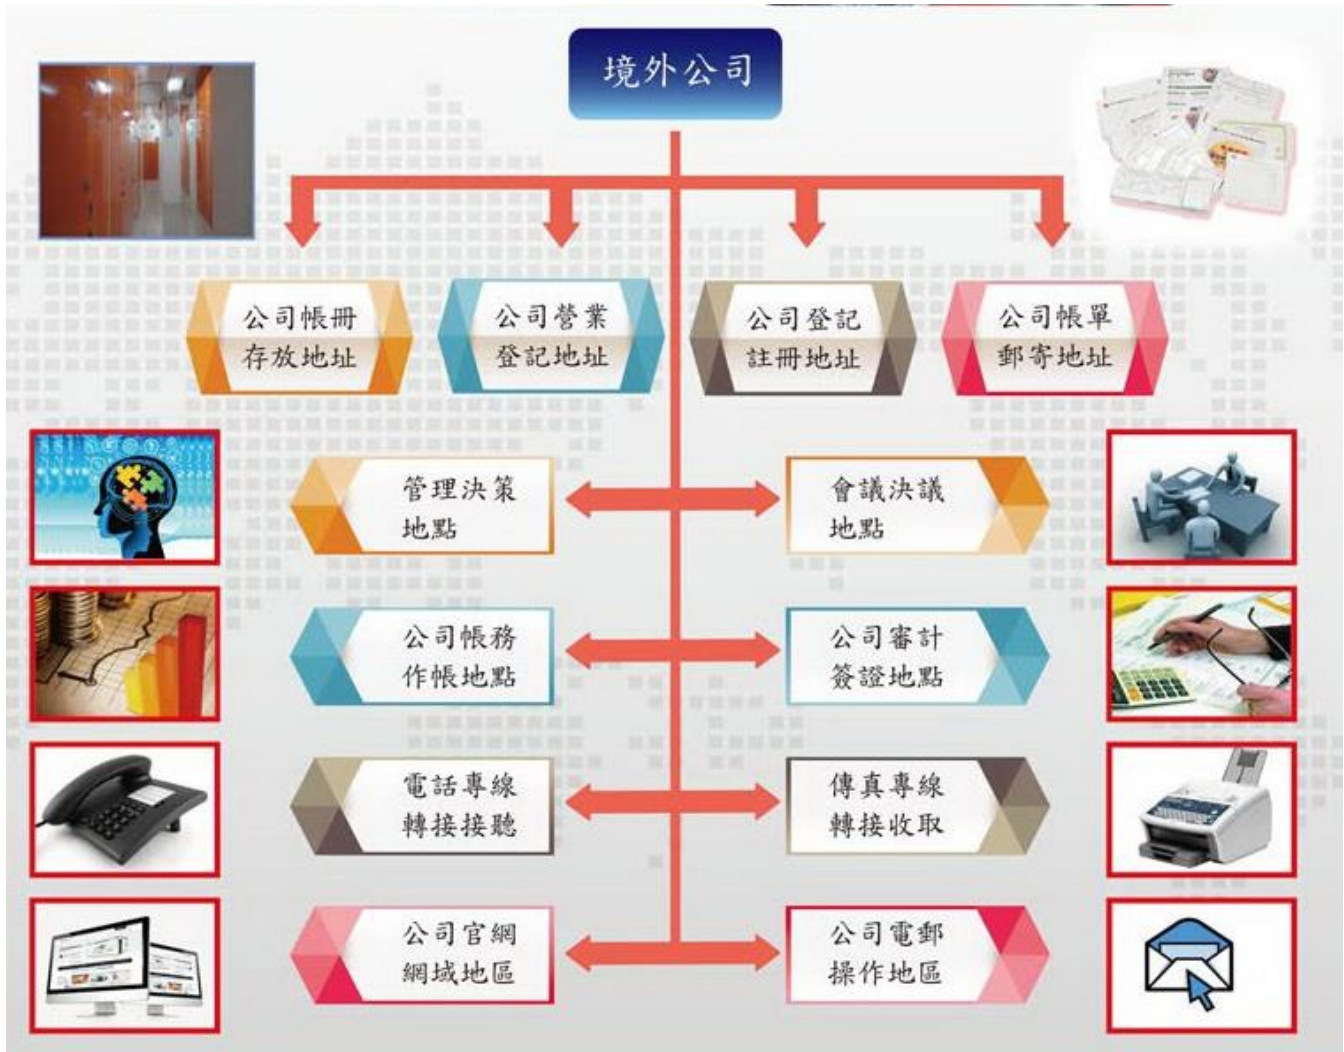 境外公司
公司帳冊
存放地址
公司營業
登記地址
公司登記
註冊地址
公司帳單
郵寄地址
管理決策
地點
會議決議
地點
公司帳務
作帳地點
公司審計
簽證地點
電話專線
轉接接聽
傳真專線
轉接收取
公司官網
網域地區
公司電郵
操作地區